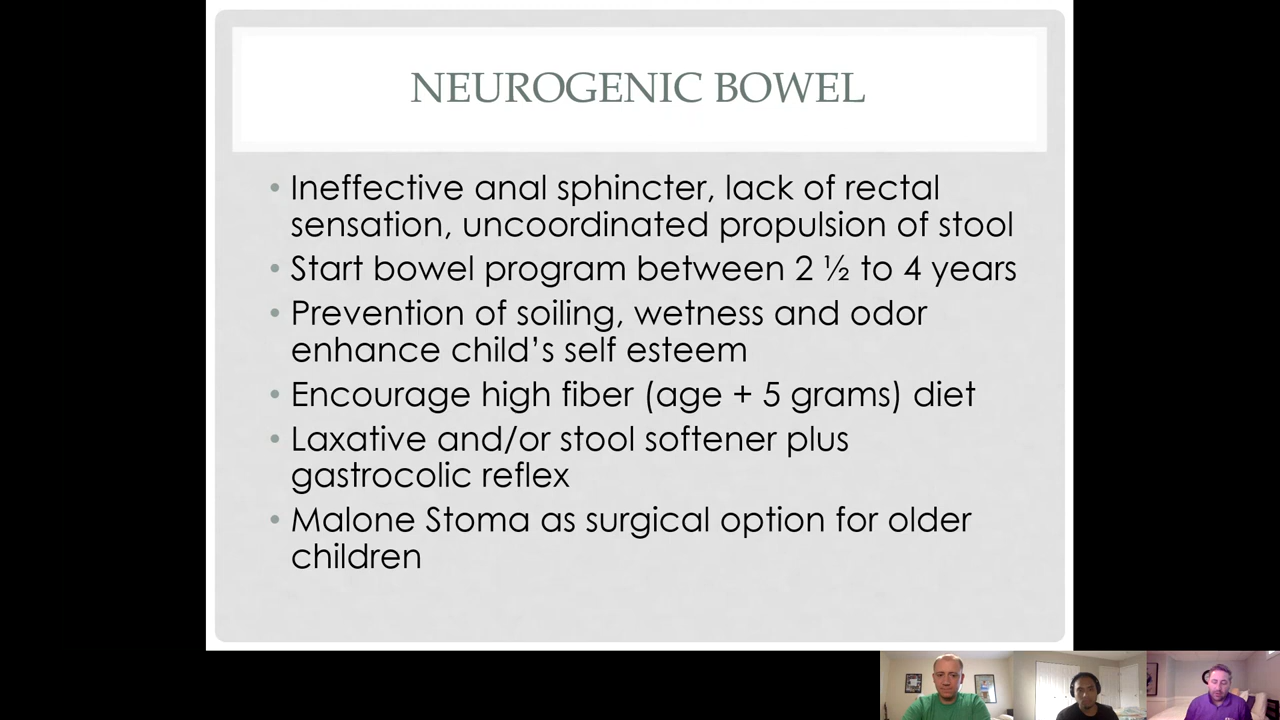 NEUROGENIC BOWEL
• Ineffective anal sphincter, lack of rectal
sensation, uncoordinated propulsion of stool
• Start bowel program between 2 ½ to 4 years
• Prevention of soiling, wetness and odor
enhance child’s self esteem
• Encourage high fiber (age + 5 grams) diet
• Laxative and/or stool softener plus
gastrocolic reflex
• Malone Stoma as surgical option for older
children